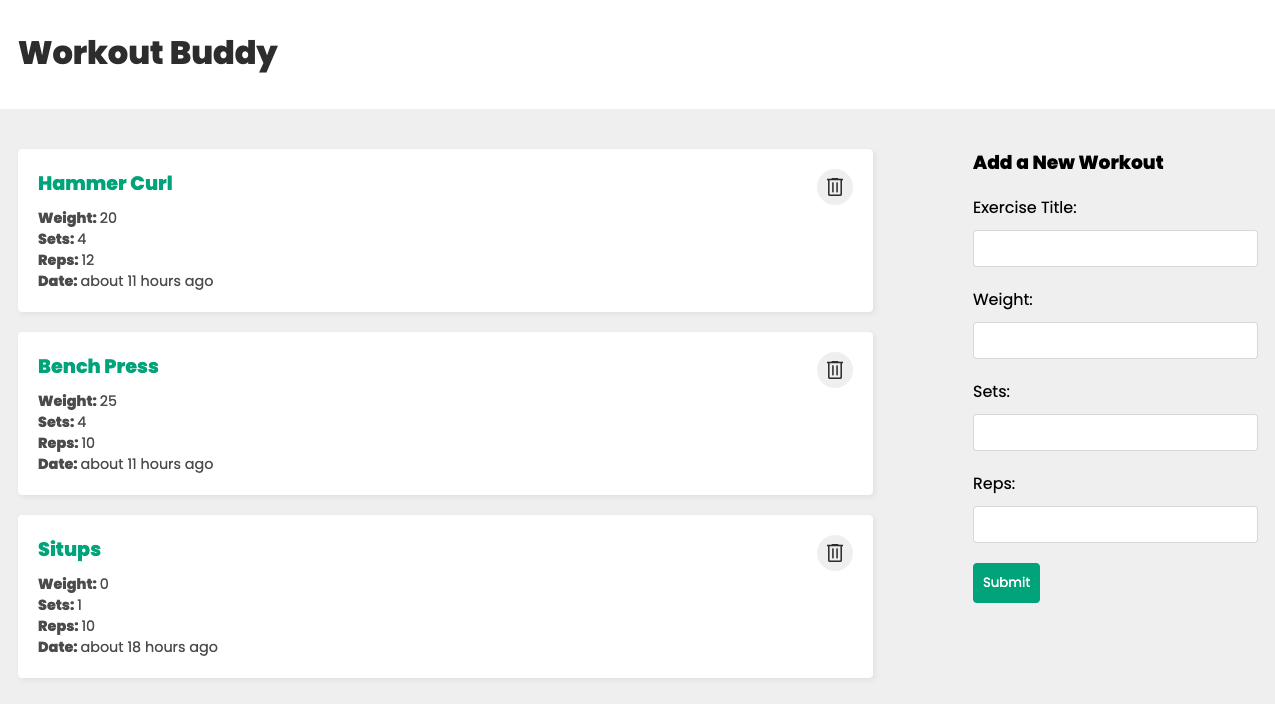 Workout Buddy
Hammer Curl
Weight: 20
Sets: 4
Reps: 12
Date: about 11 hours ago
Bench Press
Weight: 25
Sets: 4
Reps: 10
Date: about 11 hours ago
Situps
Weight: 0
Sets: 1
Reps: 10
Date: about 18 hours ago
Add a New Workout
Exercise Title:
Weight:
Sets:
Reps:
Submit